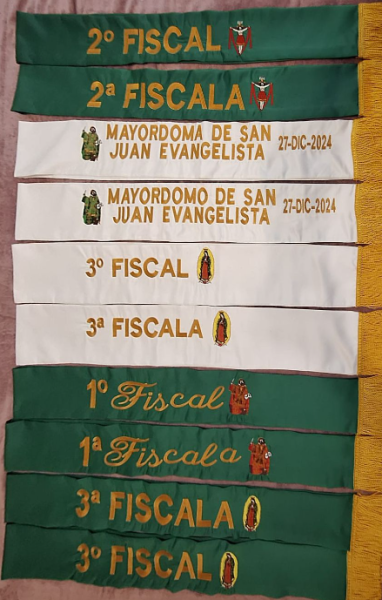 2º FISCAL
2ª FISCALA
MAYORDOMA DE SAN
JUAN EVANGELISTA 27-DIC-2024
MAYORDOMO DE SAN
JUAN EVANGELISTA 27-DIC-2024
3º FISCAL
3ª FISCALA
1º Fiscal
1ª Fiscala
3ª FISCALA
3º FISCAL